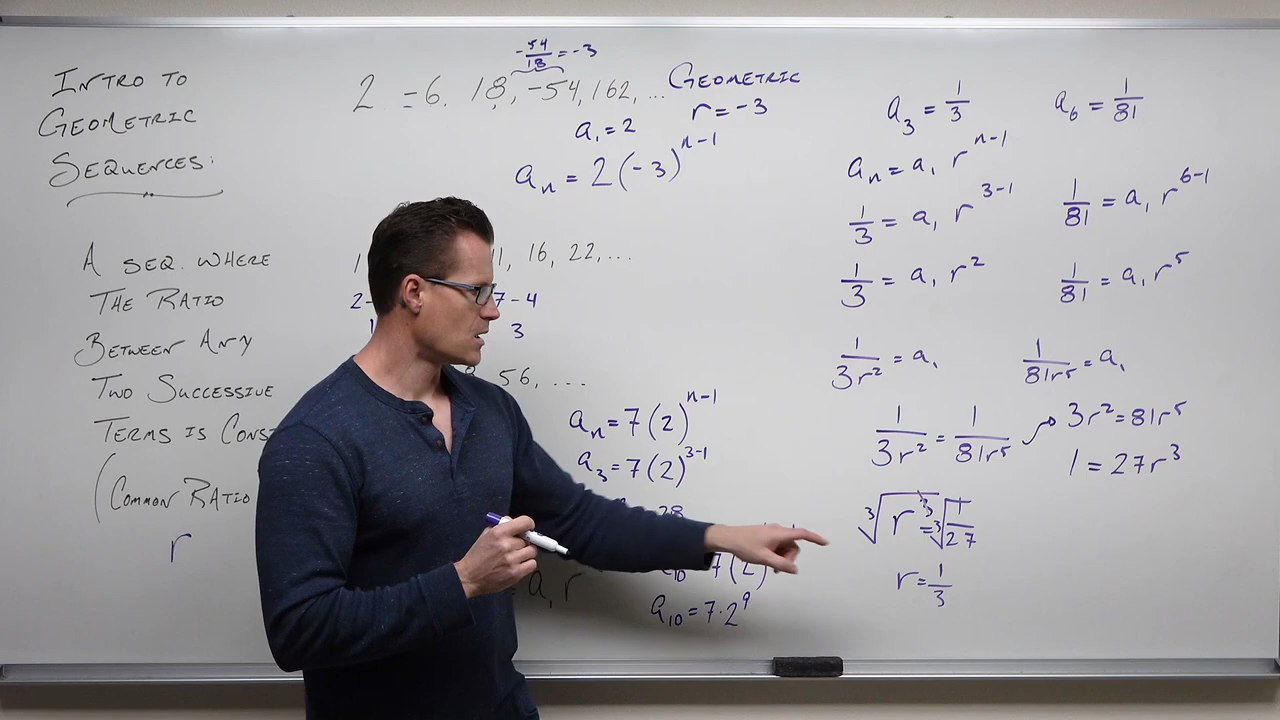 INTRO TO
GEOMETRIC
SEQUENCES:
A SEQ. WHERE
THE RATIO
BETWEEN ANY
TWO SUCCESSIVE
TERMS IS CONS
(COMMON RATIO
r
-54/18 = -3
2 -6, 18, -54, 162, ... GEOMETRIC
a₁ = 2 r = -3
aₙ = 2(-3)ⁿ⁻¹
1, 16, 22, ...
2- 7-4
1 3
56, ...
aₙ = 7(2)ⁿ⁻¹
a₃ = 7(2)³⁻¹
28
a₁₀ 7(2)
a₁₀ = 7·2⁹
a₁r
a₃ = 1/3 a₆ = 1/81
aₙ = a₁ rⁿ⁻¹
1/3 = a₁ r³⁻¹ 1/81 = a₁ r⁶⁻¹
1/3 = a₁ r² 1/81 = a₁ r⁵
1/3r² = a₁ 1/81r⁵ = a₁
1/3r² = 1/81r⁵ → 3r² = 81r⁵
1 = 27r³
³√r³ = ³√1/27
r = 1/3